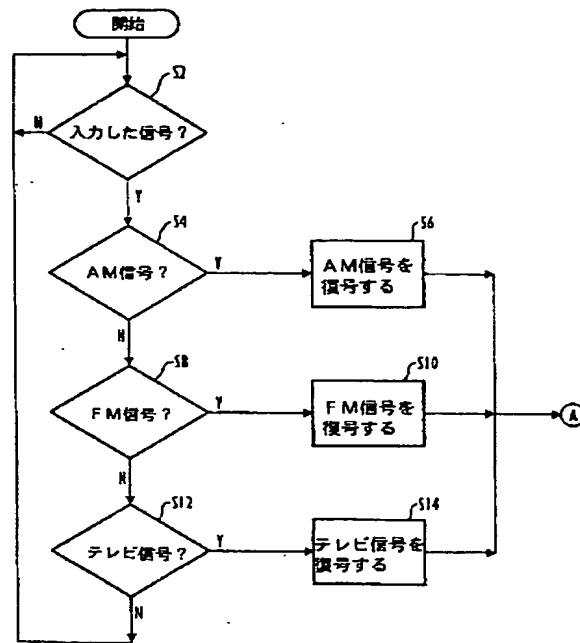 開始
S2
入力した信号？
N
Y
S4
AM信号？
Y
S6
AM信号を
復号する
N
S8
FM信号？
Y
S10
FM信号を
復号する
A
N
S12
テレビ信号？
Y
S14
テレビ信号を
復号する
N